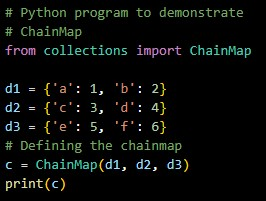 # Python program to demonstrate
# ChainMap
from collections import ChainMap
d1 = {'a': 1, 'b': 2}
d2 = {'c': 3, 'd': 4}
d3 = {'e': 5, 'f': 6}
# Defining the chainmap
c = ChainMap(d1, d2, d3)
print(c)